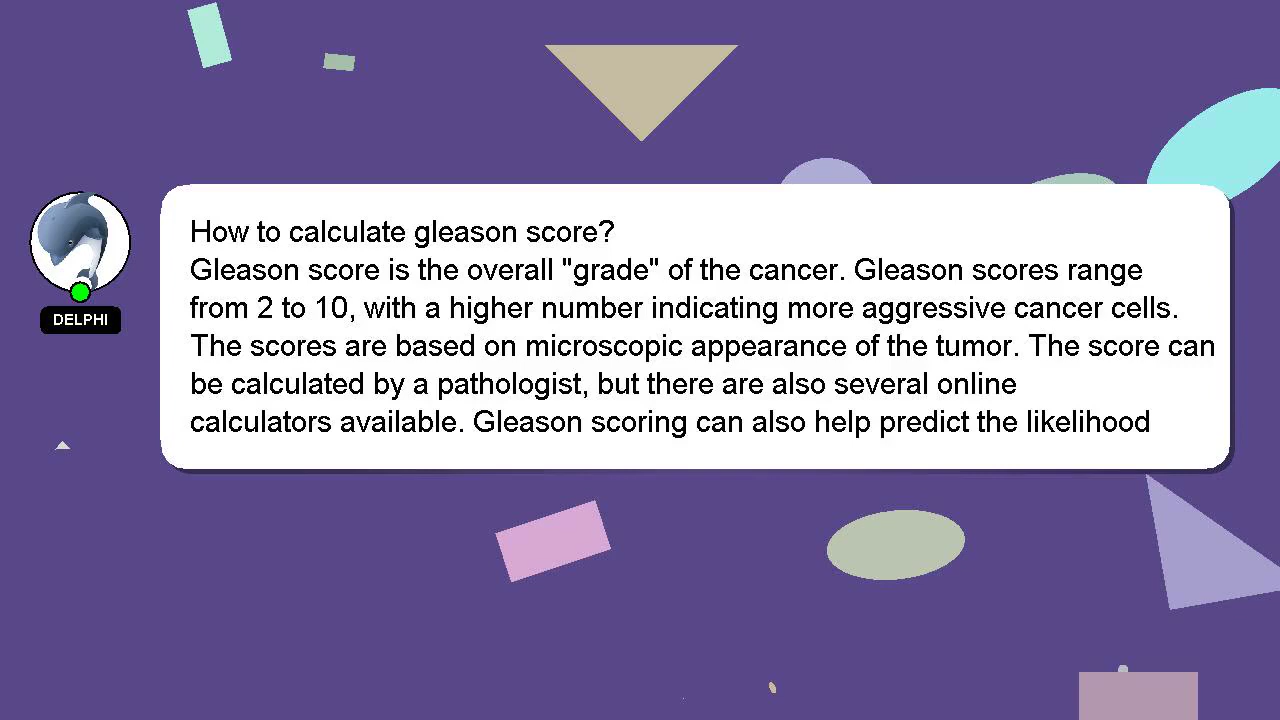 How to calculate gleason score?
Gleason score is the overall "grade" of the cancer. Gleason scores range
from 2 to 10, with a higher number indicating more aggressive cancer cells.
The scores are based on microscopic appearance of the tumor. The score can
be calculated by a pathologist, but there are also several online
calculators available. Gleason scoring can also help predict the likelihood
DELPHI